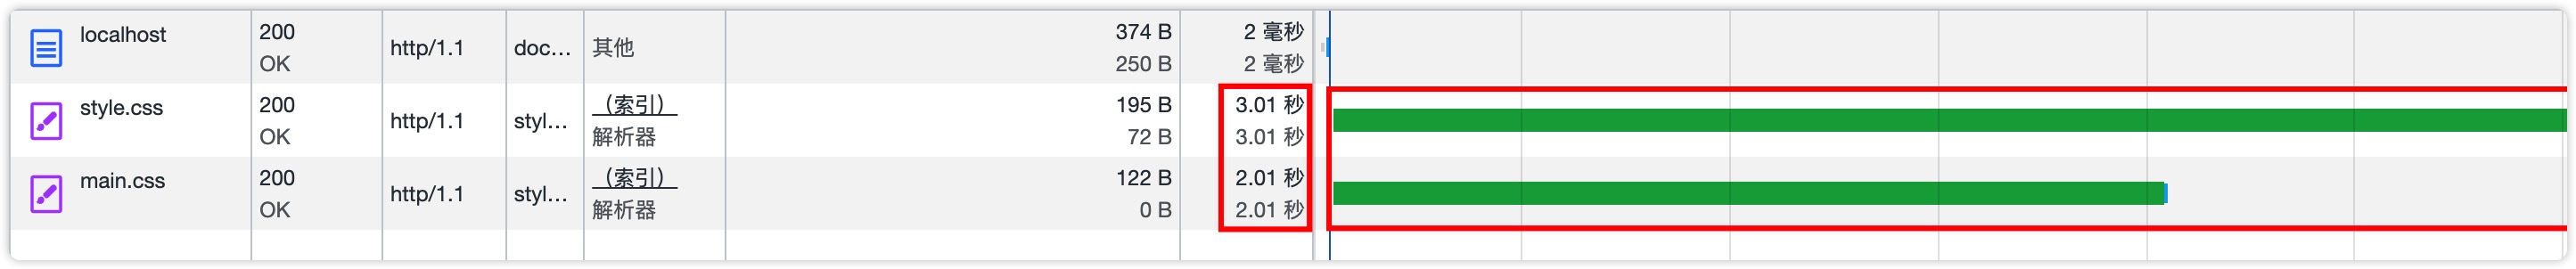 localhost
200
OK
http/1.1
doc...
其他
374 B
250 B
2 毫秒
2 毫秒
style.css
200
OK
http/1.1
styl...
（索引）
解析器
195 B
72 B
3.01 秒
3.01 秒
main.css
200
OK
http/1.1
styl...
（索引）
解析器
122 B
0 B
2.01 秒
2.01 秒